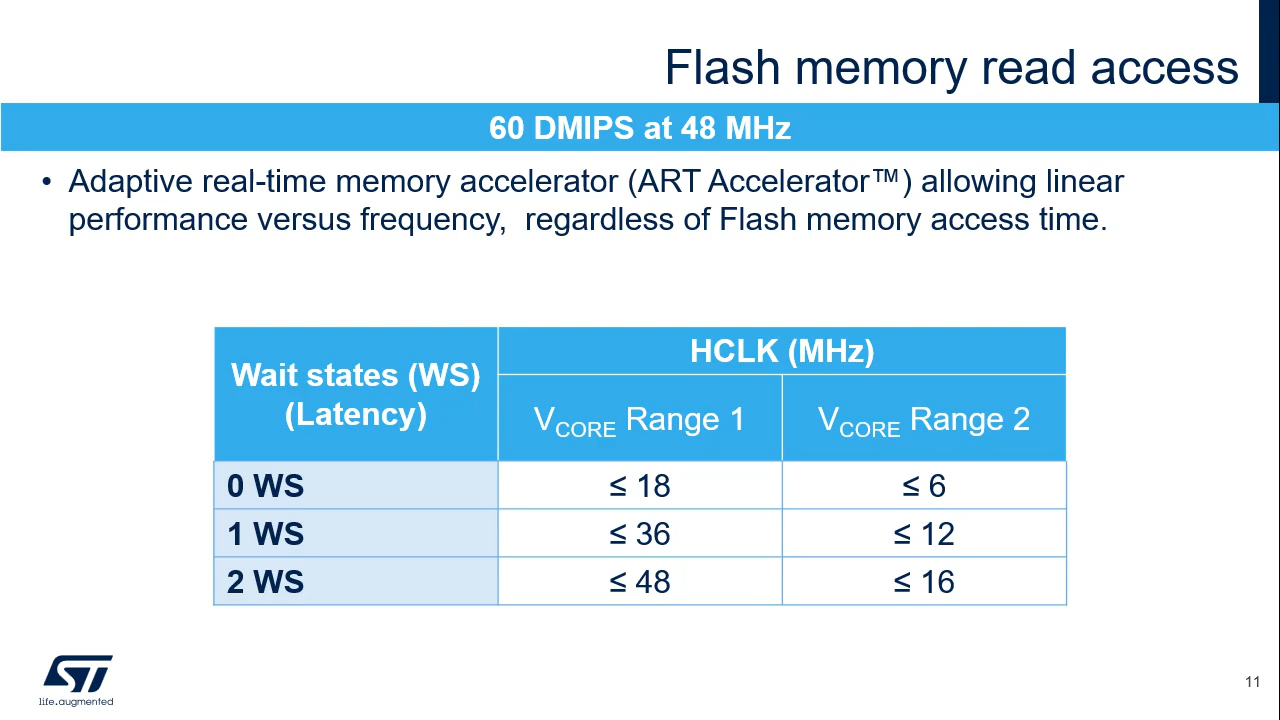 Flash memory read access
60 DMIPS at 48 MHz
• Adaptive real-time memory accelerator (ART Accelerator™) allowing linear
performance versus frequency, regardless of Flash memory access time.
Wait states (WS)
(Latency)
HCLK (MHz)
VCORE Range 1
VCORE Range 2
0 WS
≤ 18
≤ 6
1 WS
≤ 36
≤ 12
2 WS
≤ 48
≤ 16
ST
life.augmented
11